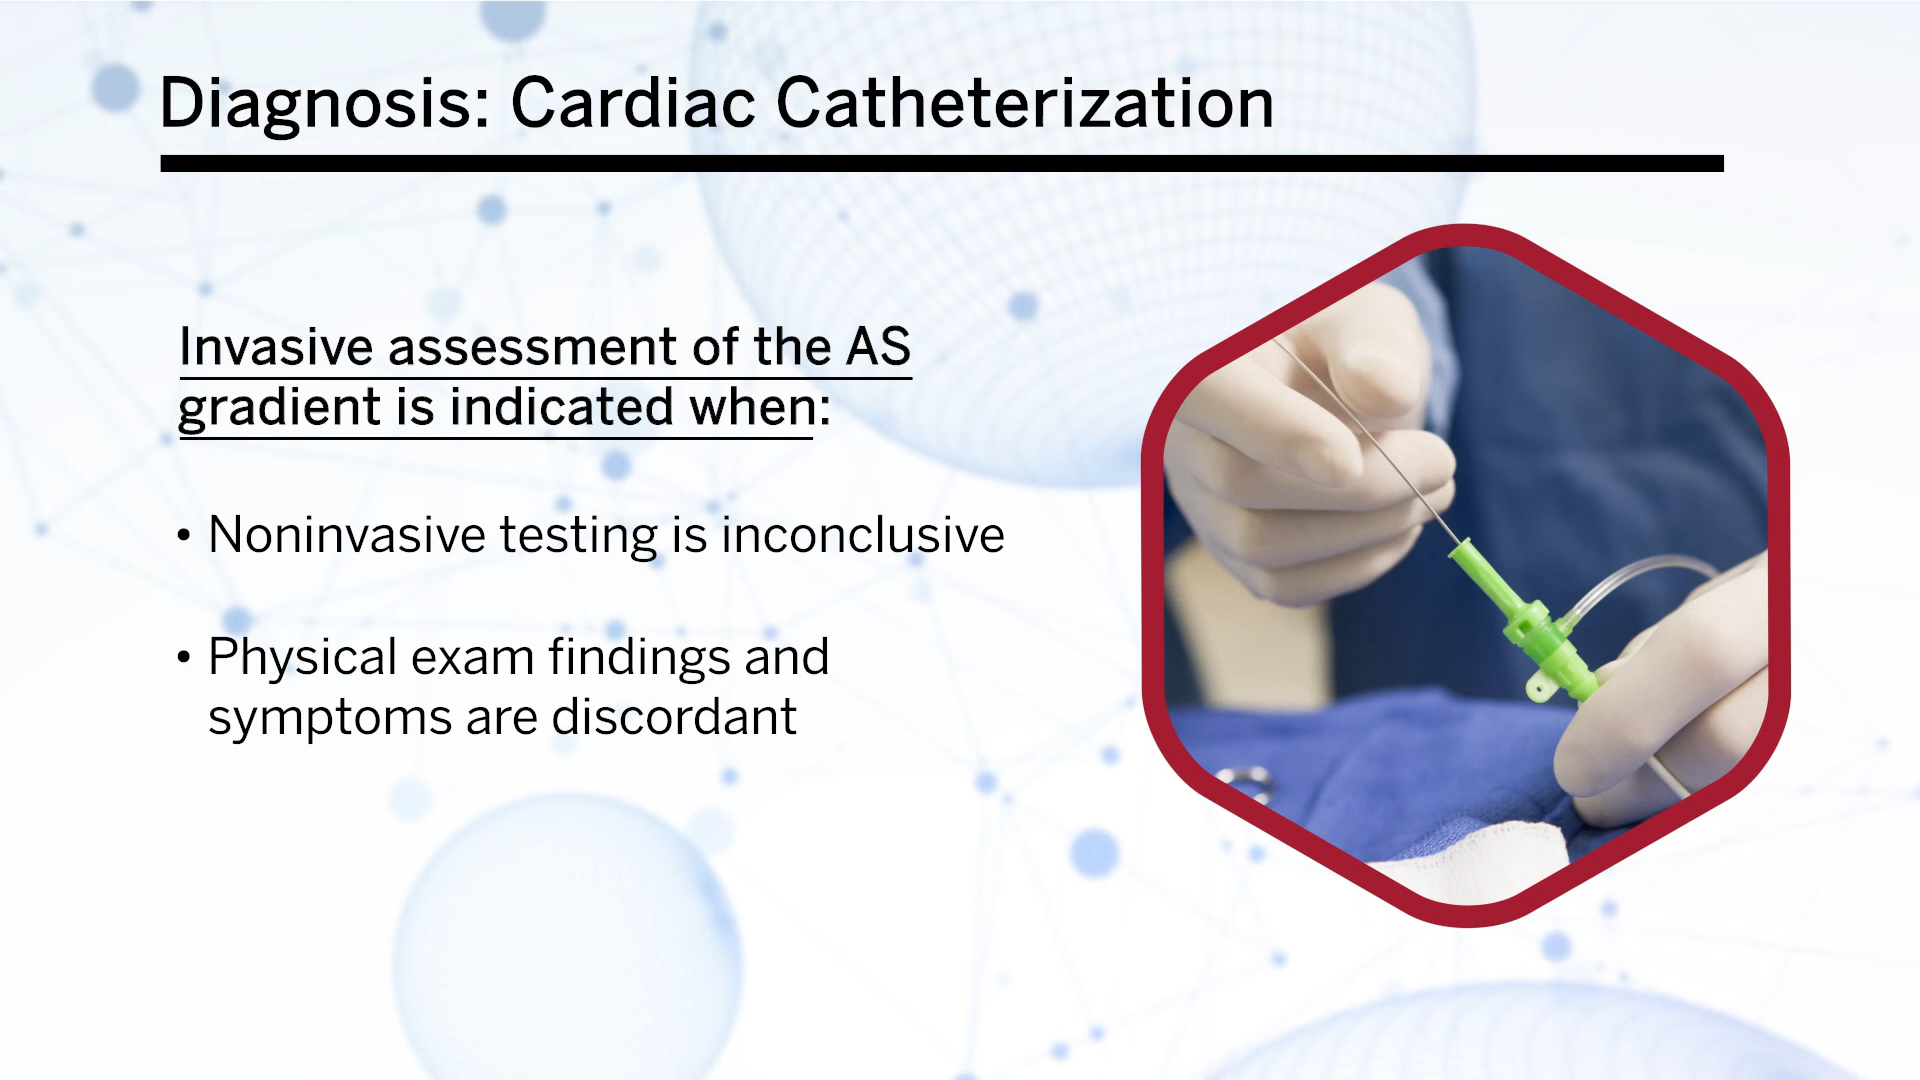 Diagnosis: Cardiac Catheterization
Invasive assessment of the AS
gradient is indicated when:
• Noninvasive testing is inconclusive
• Physical exam findings and
symptoms are discordant